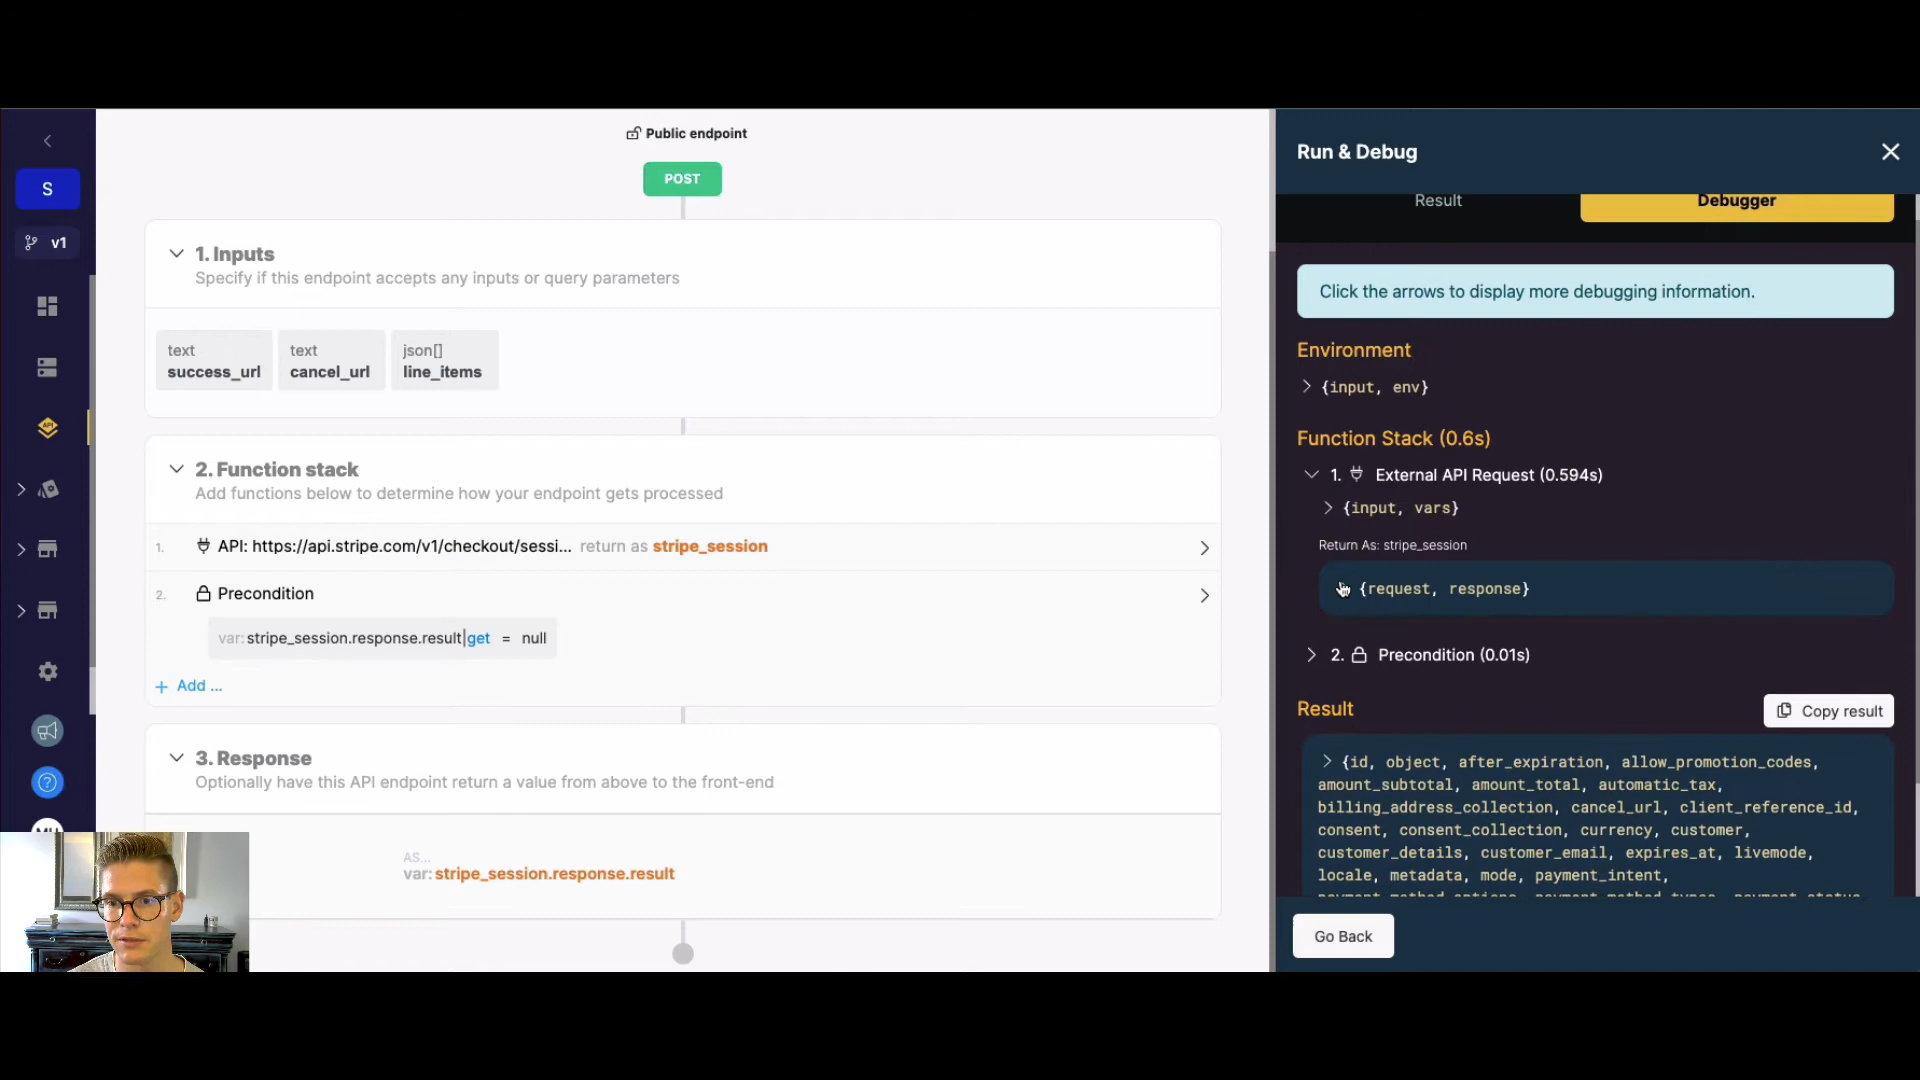 S
v1
API
Public endpoint
POST
1. Inputs
Specify if this endpoint accepts any inputs or query parameters
text
success_url
text
cancel_url
json[]
line_items
2. Function stack
Add functions below to determine how your endpoint gets processed
1. API: https://api.stripe.com/v1/checkout/sessi... return as stripe_session
2. Precondition
var: stripe_session.response.result|get = null
+ Add ...
3. Response
Optionally have this API endpoint return a value from above to the front-end
AS...
var: stripe_session.response.result
Run & Debug
Result
Debugger
Click the arrows to display more debugging information.
Environment
{input, env}
Function Stack (0.6s)
1. External API Request (0.594s)
{input, vars}
Return As: stripe_session
{request, response}
2. Precondition (0.01s)
Result
Copy result
{id, object, after_expiration, allow_promotion_codes,
amount_subtotal, amount_total, automatic_tax,
billing_address_collection, cancel_url, client_reference_id,
consent, consent_collection, currency, customer,
customer_details, customer_email, expires_at, livemode,
locale, metadata, mode, payment_intent,
payment_method_options, payment_method_types, payment_status
Go Back